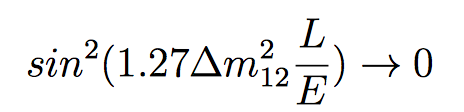 sin²(1.27Δm²₁₂ L/E) → 0